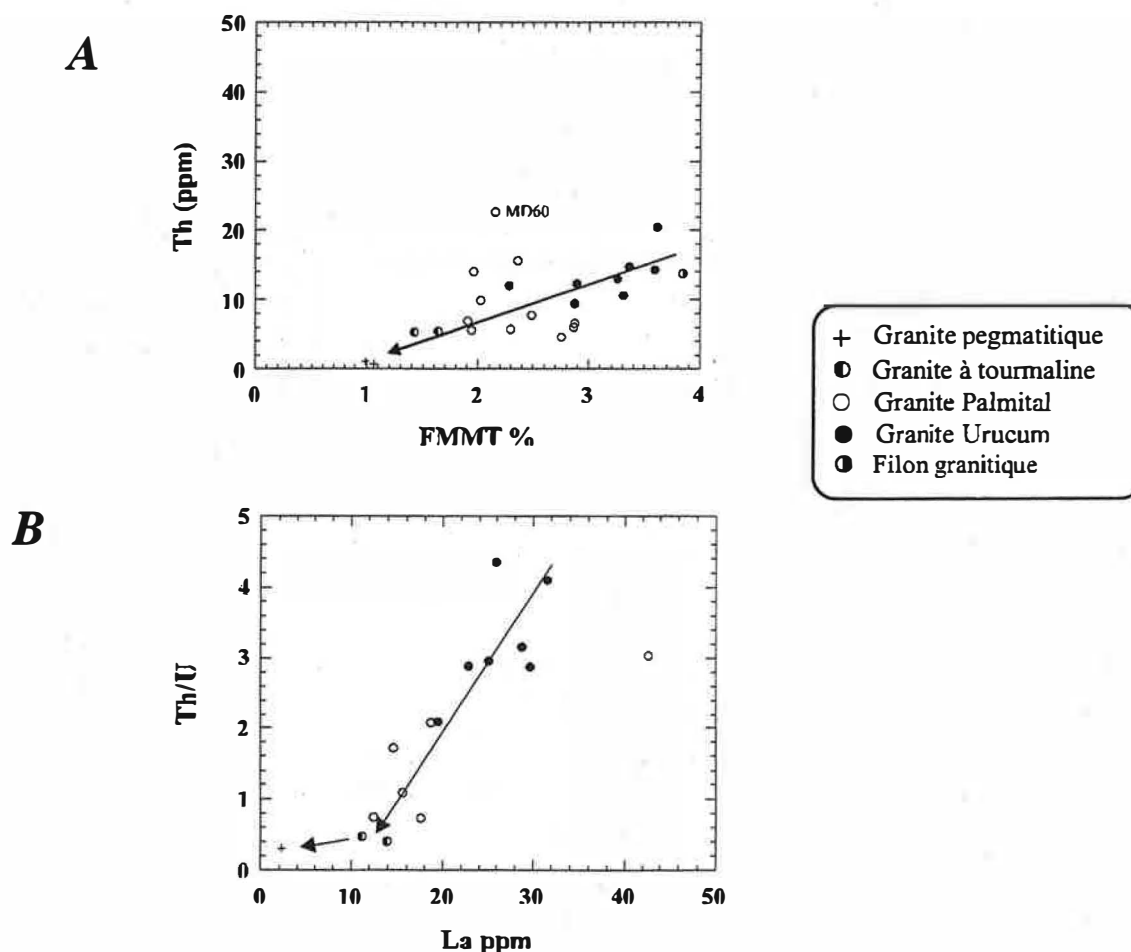 A
50
40
30
20
10
0
Th (ppm)
MD60
0 1 2 3 4
FMMT %
+ Granite pegmatitique
Granite à tourmaline
Granite Palmital
Granite Urucum
Filon granitique
B
5
4
3
2
1
0
Th/U
0 10 20 30 40 50
La ppm